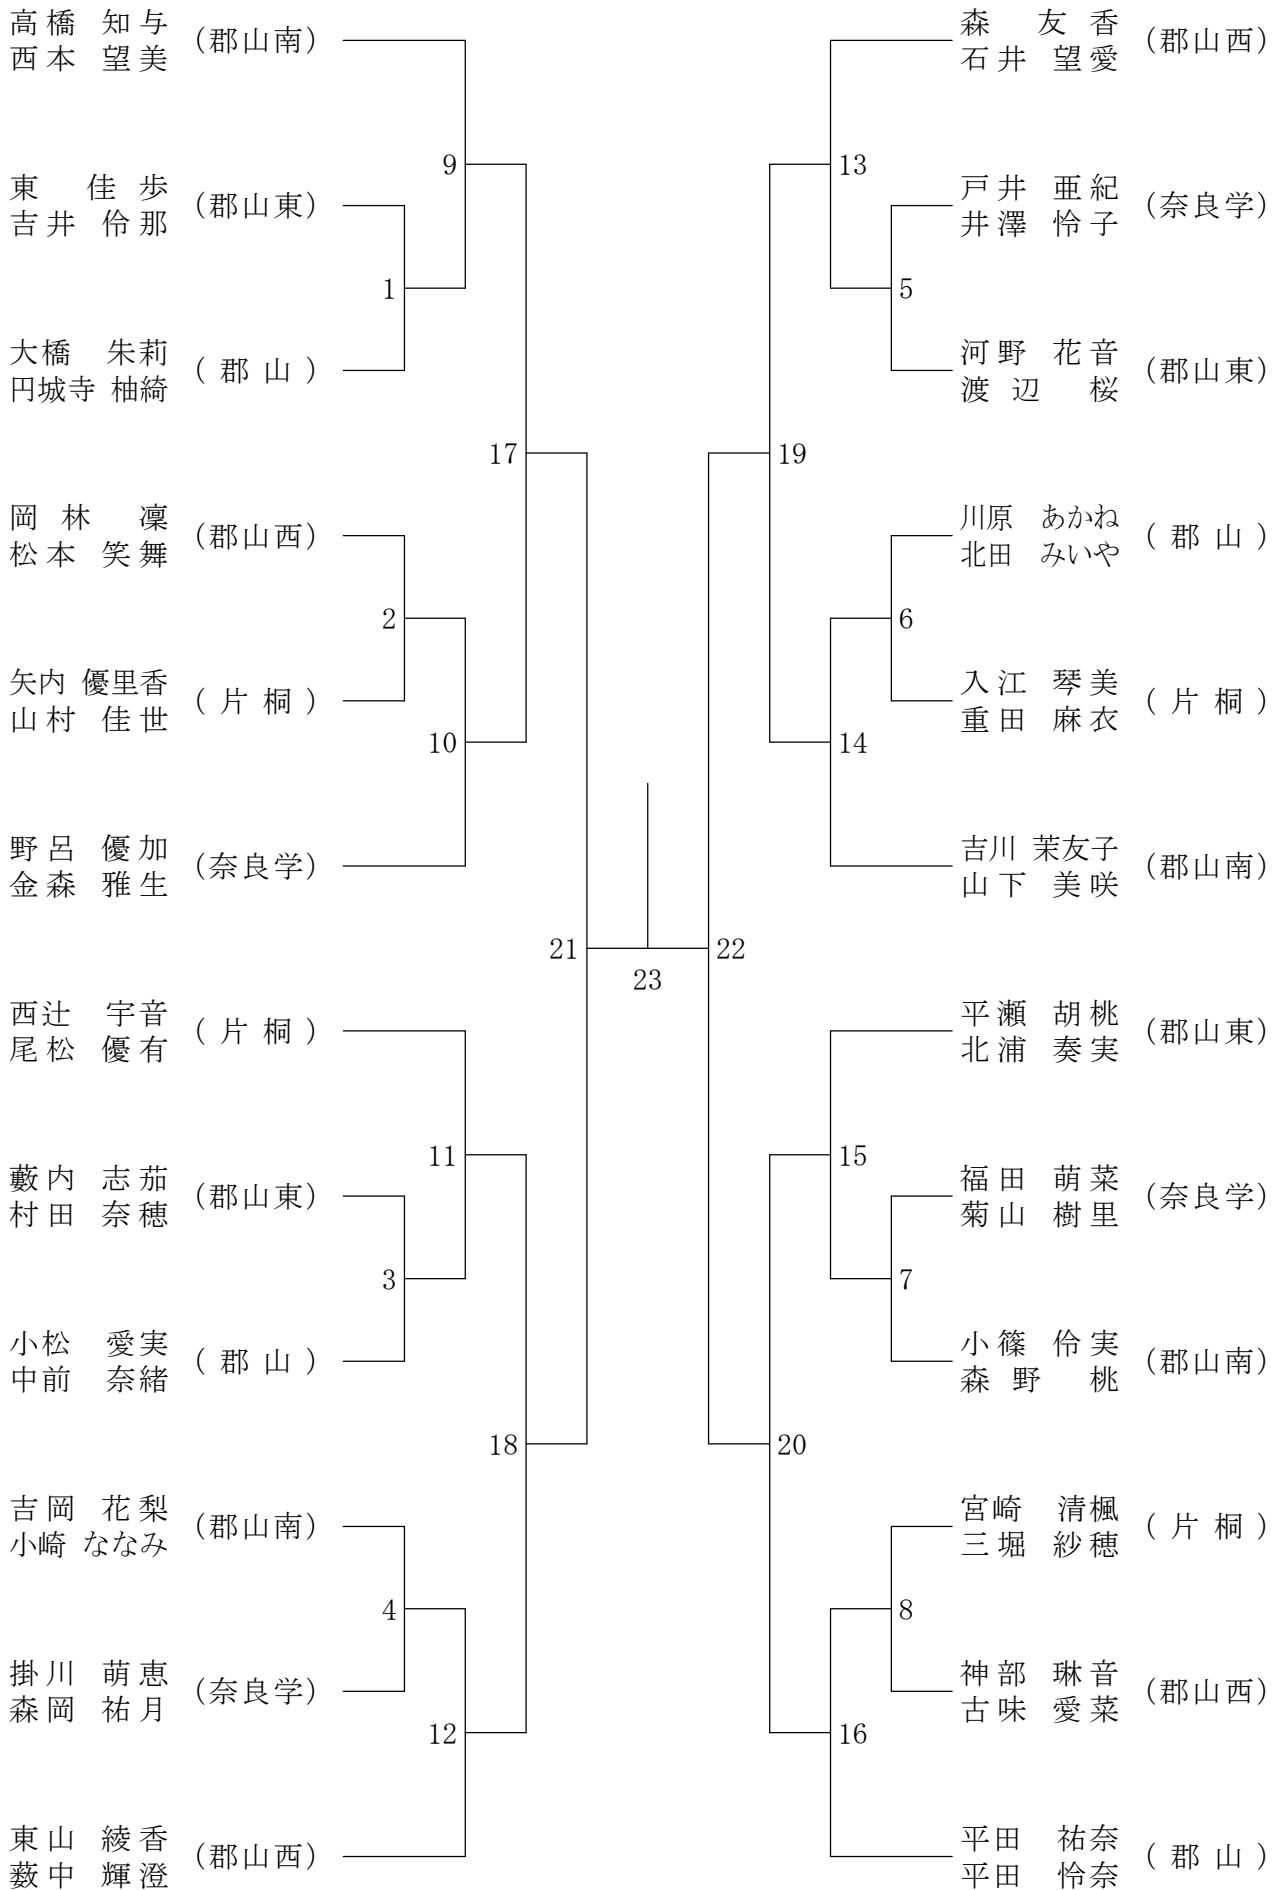 高橋 知与
西本 望美
(郡山南)
9
東 佳歩
吉井 伶那
(郡山東)
1
大橋 朱莉
円城寺 柚綺
(郡山)
17
岡林 凜
松本 笑舞
(郡山西)
2
矢内 優里香
山村 佳世
(片桐)
10
野呂 優加
金森 雅生
(奈良学)
21
西辻 宇音
尾松 優有
(片桐)
11
藪内 志茄
村田 奈穂
(郡山東)
3
小松 愛実
中前 奈緒
(郡山)
18
吉岡 花梨
小崎 ななみ
(郡山南)
4
掛川 萌恵
森岡 祐月
(奈良学)
12
東山 綾香
薮中 輝澄
(郡山西)
23
森 友香
石井 望愛
(郡山西)
13
戸井 亜紀
井澤 怜子
(奈良学)
5
河野 花音
渡辺 桜
(郡山東)
19
川原 あかね
北田 みいや
(郡山)
6
入江 琴美
重田 麻衣
(片桐)
14
吉川 茉友子
山下 美咲
(郡山南)
22
平瀬 胡桃
北浦 奏実
(郡山東)
15
福田 萌菜
菊山 樹里
(奈良学)
7
小篠 伶実
森野 桃
(郡山南)
20
宮崎 清楓
三堀 紗穂
(片桐)
8
神部 琳音
古味 愛菜
(郡山西)
16
平田 祐奈
平田 怜奈
(郡山)